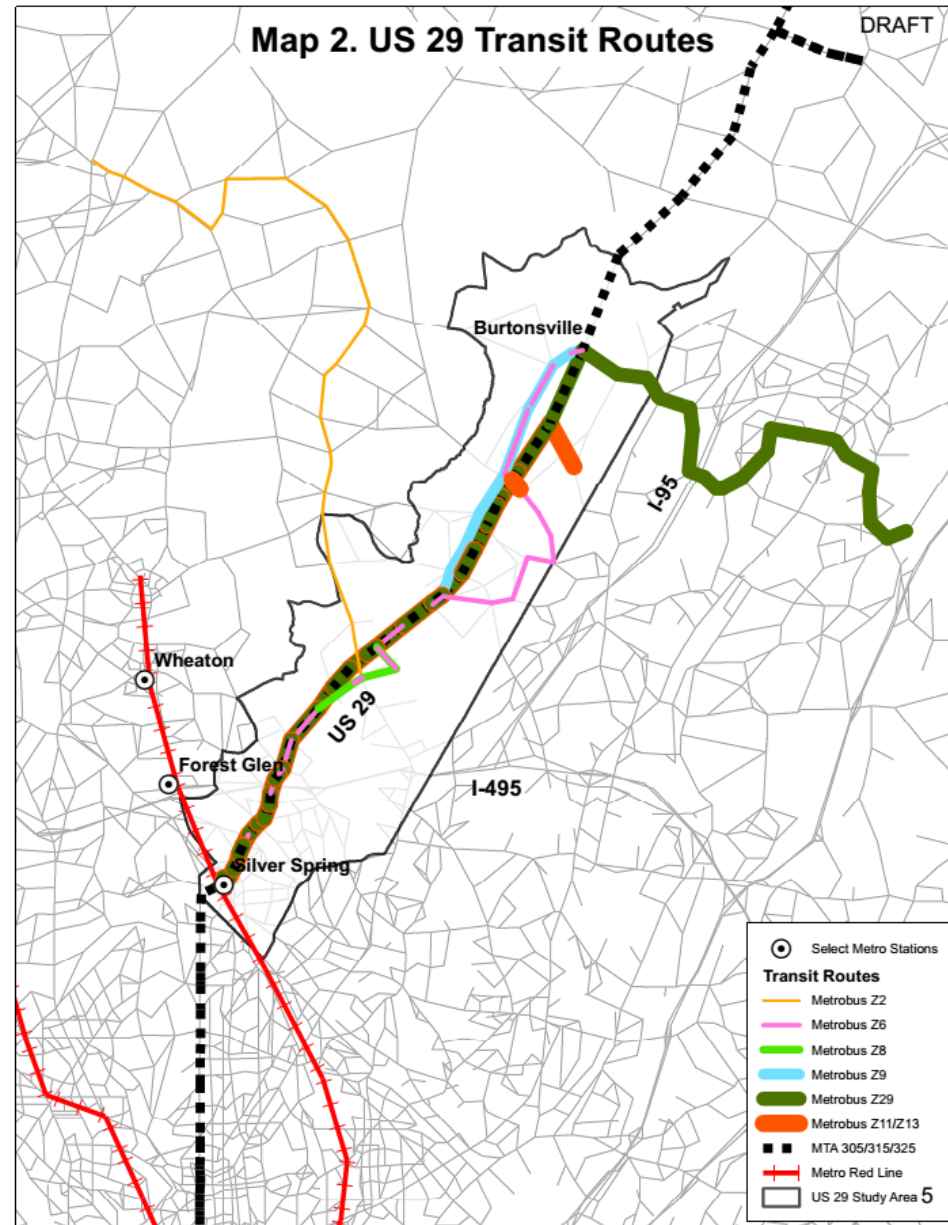 Map 2. US 29 Transit Routes
DRAFT
Burtonsville
I-95
Wheaton
US 29
Forest Glen
I-495
Silver Spring
Select Metro Stations
Transit Routes
Metrobus Z2
Metrobus Z6
Metrobus Z8
Metrobus Z9
Metrobus Z29
Metrobus Z11/Z13
MTA 305/315/325
Metro Red Line
US 29 Study Area 5